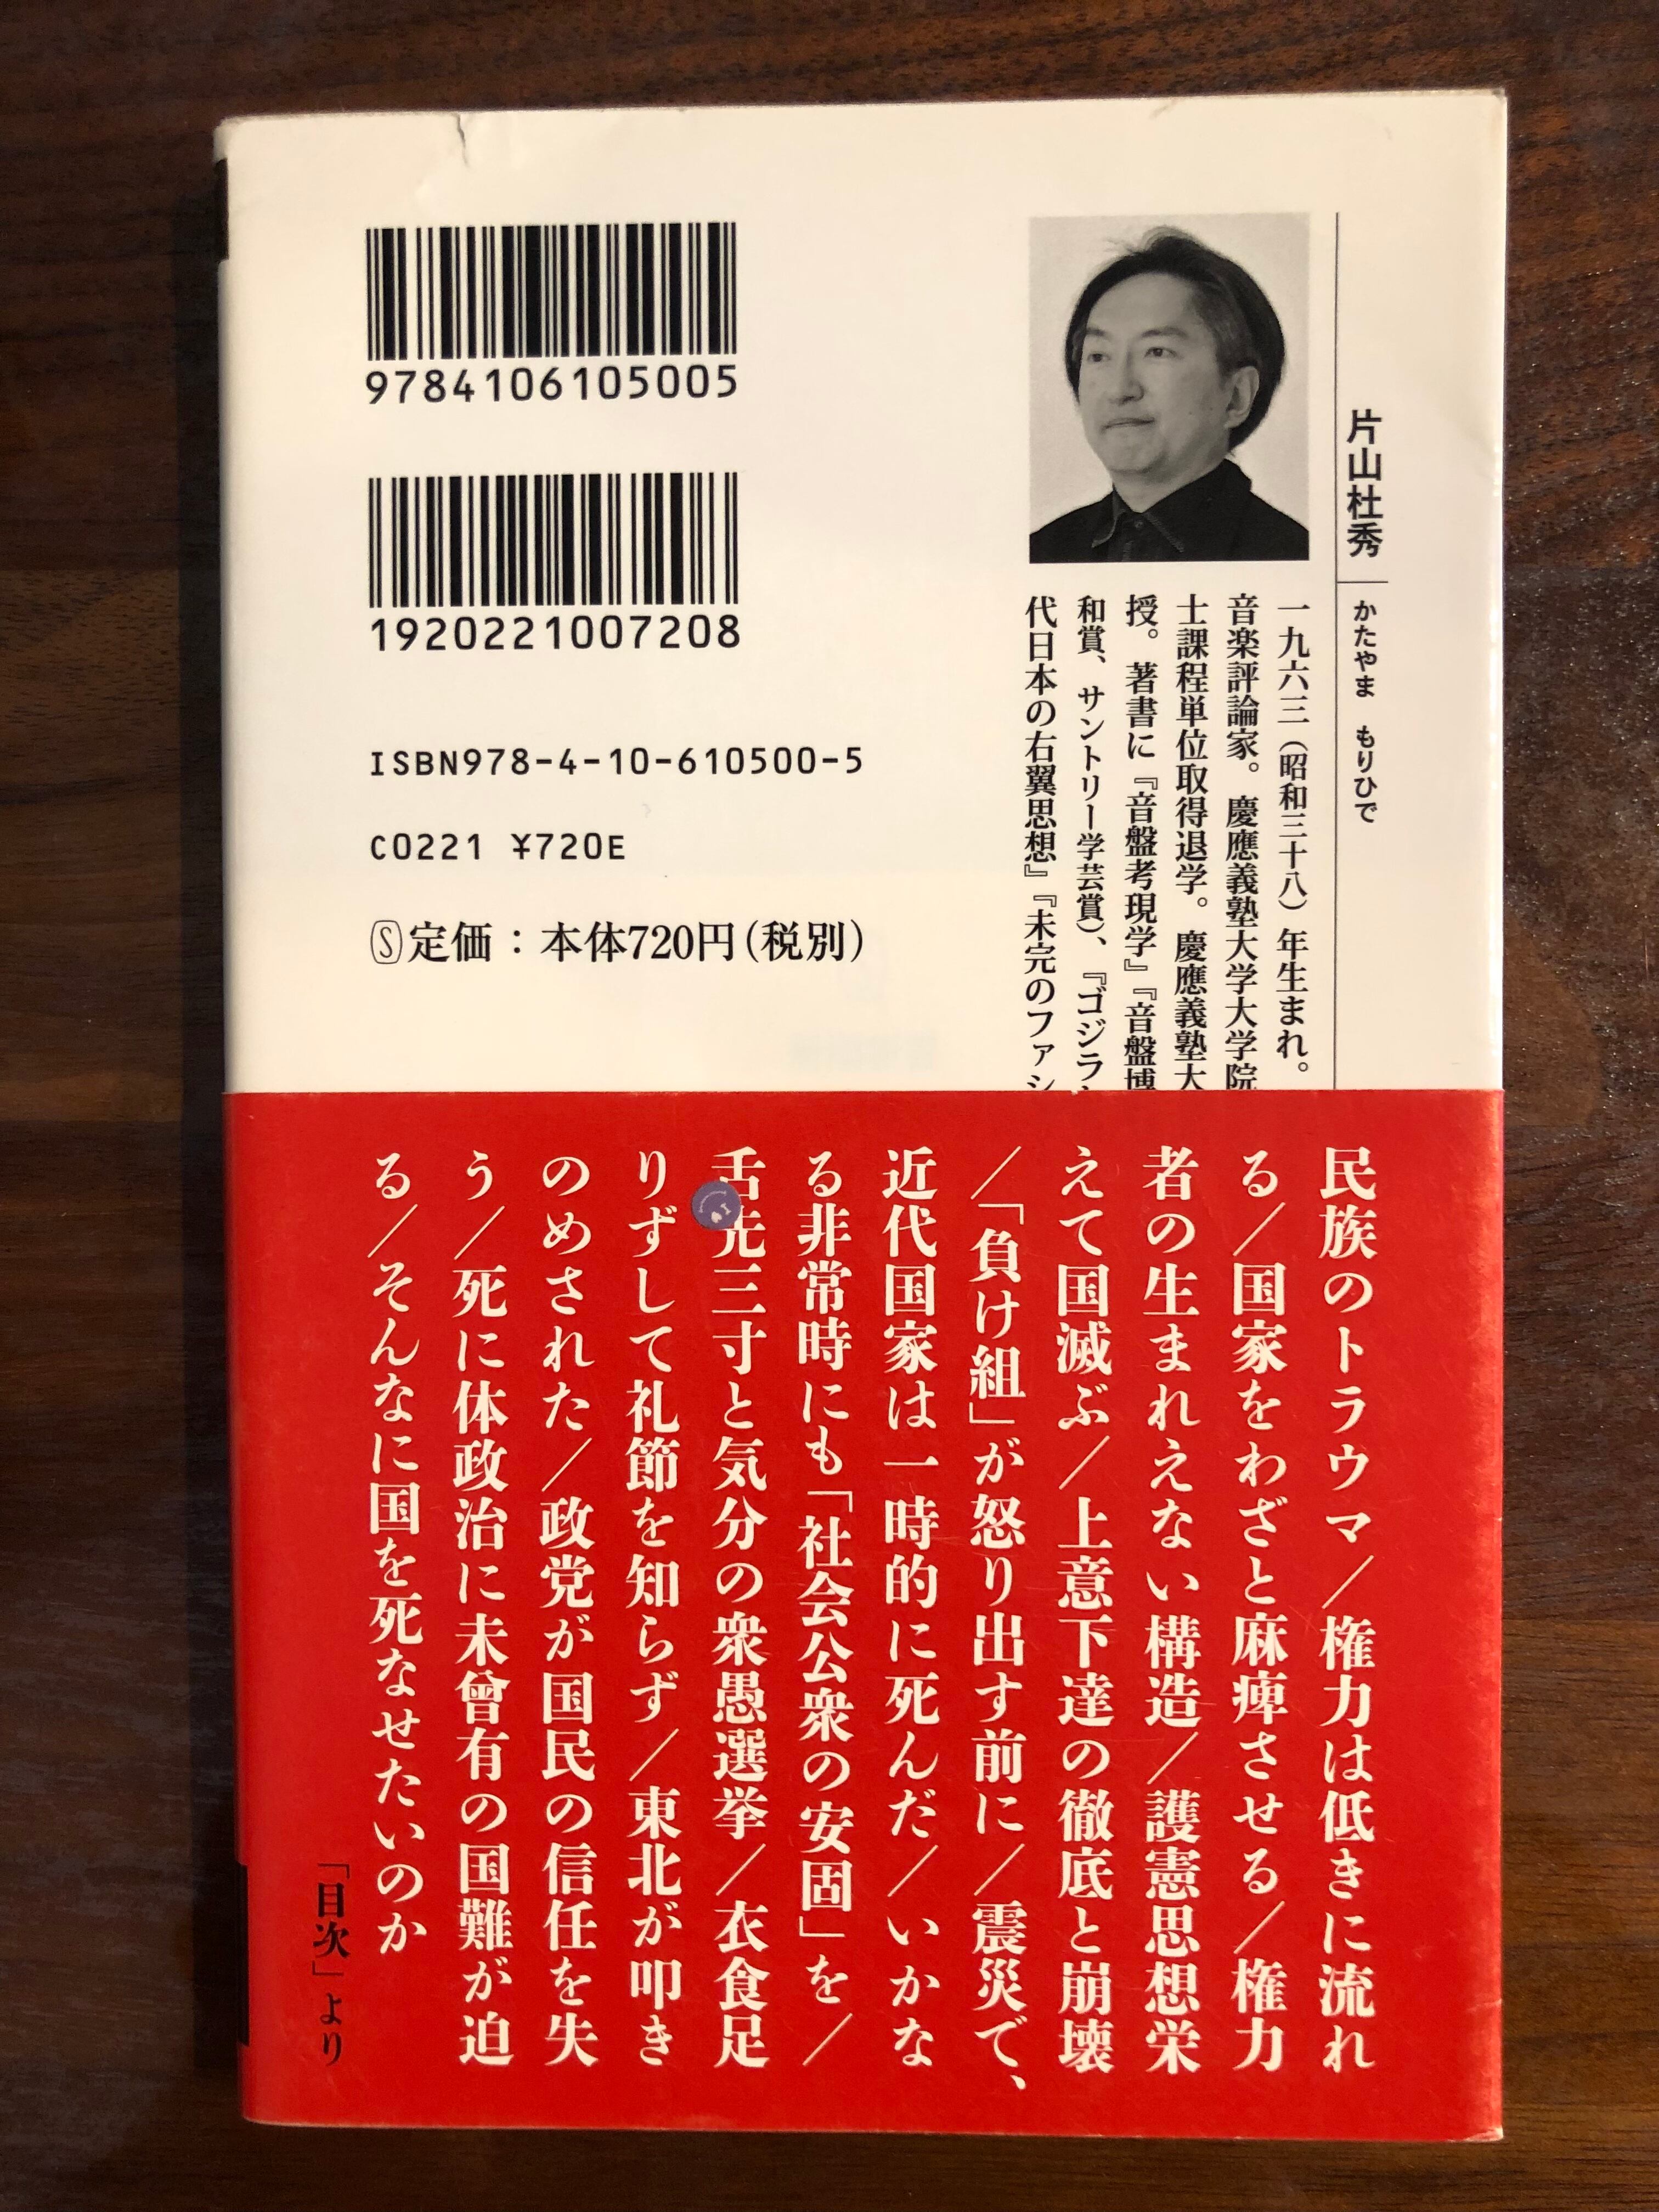 片山杜秀
かたやま もりひで
一九六三（昭和三十八）年生まれ。
音楽評論家。慶應義塾大学大学院
士課程単位取得退学。慶應義塾大
授。著書に『音盤考現学』『音盤博
和賞、サントリー学芸賞）、『ゴジラ
代日本の右翼思想』『未完のファシ
9784106105005
1920221007208
ISBN978-4-10-610500-5
C0221 ¥720E
Ⓢ定価：本体720円（税別）
民族のトラウマ／権力は低きに流れ
る／国家をわざと麻痺させる／権力
者の生まれえない構造／護憲思想栄
えて国滅ぶ／上意下達の徹底と崩壊
／「負け組」が怒り出す前に／震災で、
近代国家は一時的に死んだ／いかな
る非常時にも「社会公衆の安固」を／
舌先三寸と気分の衆愚選挙／衣食足
りずして礼節を知らず／東北が叩き
のめされた／政党が国民の信任を失
う／死に体政治に未曾有の国難が迫
る／そんなに国を死なせたいのか
「目次」より